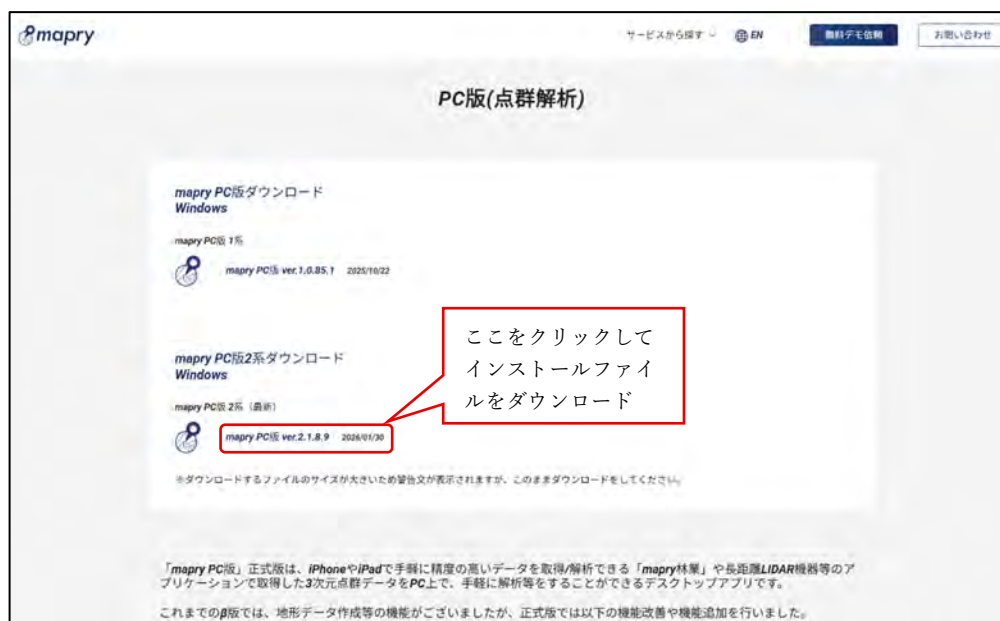 mapry
サービスから探す
EN
無料デモ依頼
お問い合わせ
PC版(点群解析)
mapry PC版ダウンロード
Windows
mapry PC版 1系
mapry PC版 ver.1.0.85.1 2025/10/22
ここをクリックして
インストールファイ
ルをダウンロード
mapry PC版2系ダウンロード
Windows
mapry PC版 2系（最新）
mapry PC版 ver.2.1.8.9 2026/01/30
※ダウンロードするファイルのサイズが大きいため警告文が表示されますが、このままダウンロードをしてください。
「mapry PC版」正式版は、iPhoneやiPadで手軽に精度の高いデータを取得/解析できる「mapry林業」や長距離LIDAR機器等のア
プリケーションで取得した3次元点群データをPC上で、手軽に解析等をすることができるデスクトップアプリです。
これまでのβ版では、地形データ作成等の機能がございましたが、正式版では以下の機能改善や機能追加を行いました。